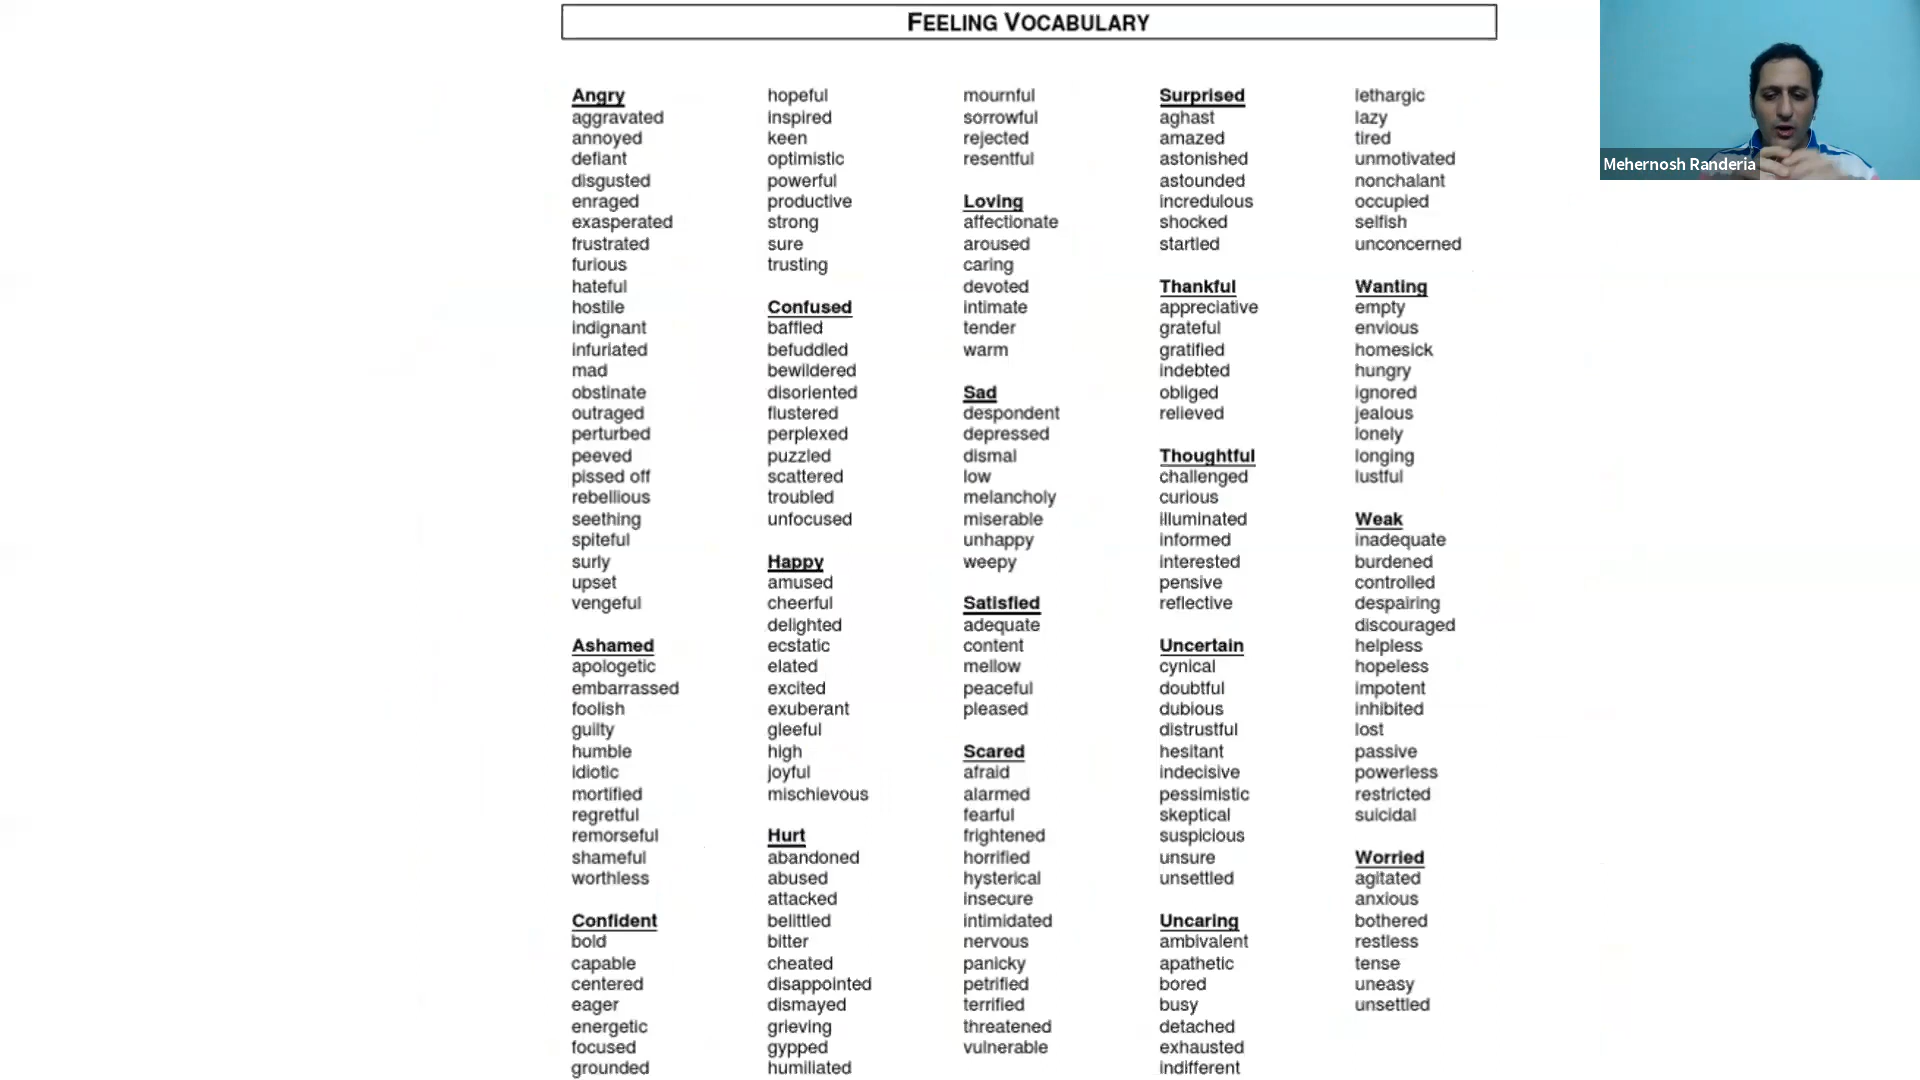 FEELING VOCABULARY
Angry
aggravated
annoyed
defiant
disgusted
enraged
exasperated
frustrated
furious
hateful
hostile
indignant
infuriated
mad
obstinate
outraged
perturbed
peeved
pissed off
rebellious
seething
spiteful
surly
upset
vengeful
Ashamed
apologetic
embarrassed
foolish
guilty
humble
idiotic
mortified
regretful
remorseful
shameful
worthless
Confident
bold
capable
centered
eager
energetic
focused
grounded
hopeful
inspired
keen
optimistic
powerful
productive
strong
sure
trusting
Confused
baffled
befuddled
bewildered
disoriented
flustered
perplexed
puzzled
scattered
troubled
unfocused
Happy
amused
cheerful
delighted
ecstatic
elated
excited
exuberant
gleeful
high
joyful
mischievous
Hurt
abandoned
abused
attacked
belittled
bitter
cheated
disappointed
dismayed
grieving
gypped
humiliated
mournful
sorrowful
rejected
resentful
Loving
affectionate
aroused
caring
devoted
intimate
tender
warm
Sad
despondent
depressed
dismal
low
melancholy
miserable
unhappy
weepy
Satisfied
adequate
content
mellow
peaceful
pleased
Scared
afraid
alarmed
fearful
frightened
horrified
hysterical
insecure
intimidated
nervous
panicky
petrified
terrified
threatened
vulnerable
Surprised
aghast
amazed
astonished
astounded
incredulous
shocked
startled
Thankful
appreciative
grateful
gratified
indebted
obliged
relieved
Thoughtful
challenged
curious
illuminated
informed
interested
pensive
reflective
Uncertain
cynical
doubtful
dubious
distrustful
hesitant
indecisive
pessimistic
skeptical
suspicious
unsure
unsettled
Uncaring
ambivalent
apathetic
bored
busy
detached
exhausted
indifferent
lethargic
lazy
tired
unmotivated
nonchalant
occupied
selfish
unconcerned
Wanting
empty
envious
homesick
hungry
ignored
jealous
lonely
longing
lustful
Weak
inadequate
burdened
controlled
despairing
discouraged
helpless
hopeless
impotent
inhibited
lost
passive
powerless
restricted
suicidal
Worried
agitated
anxious
bothered
restless
tense
uneasy
unsettled
Mehernosh Randeria